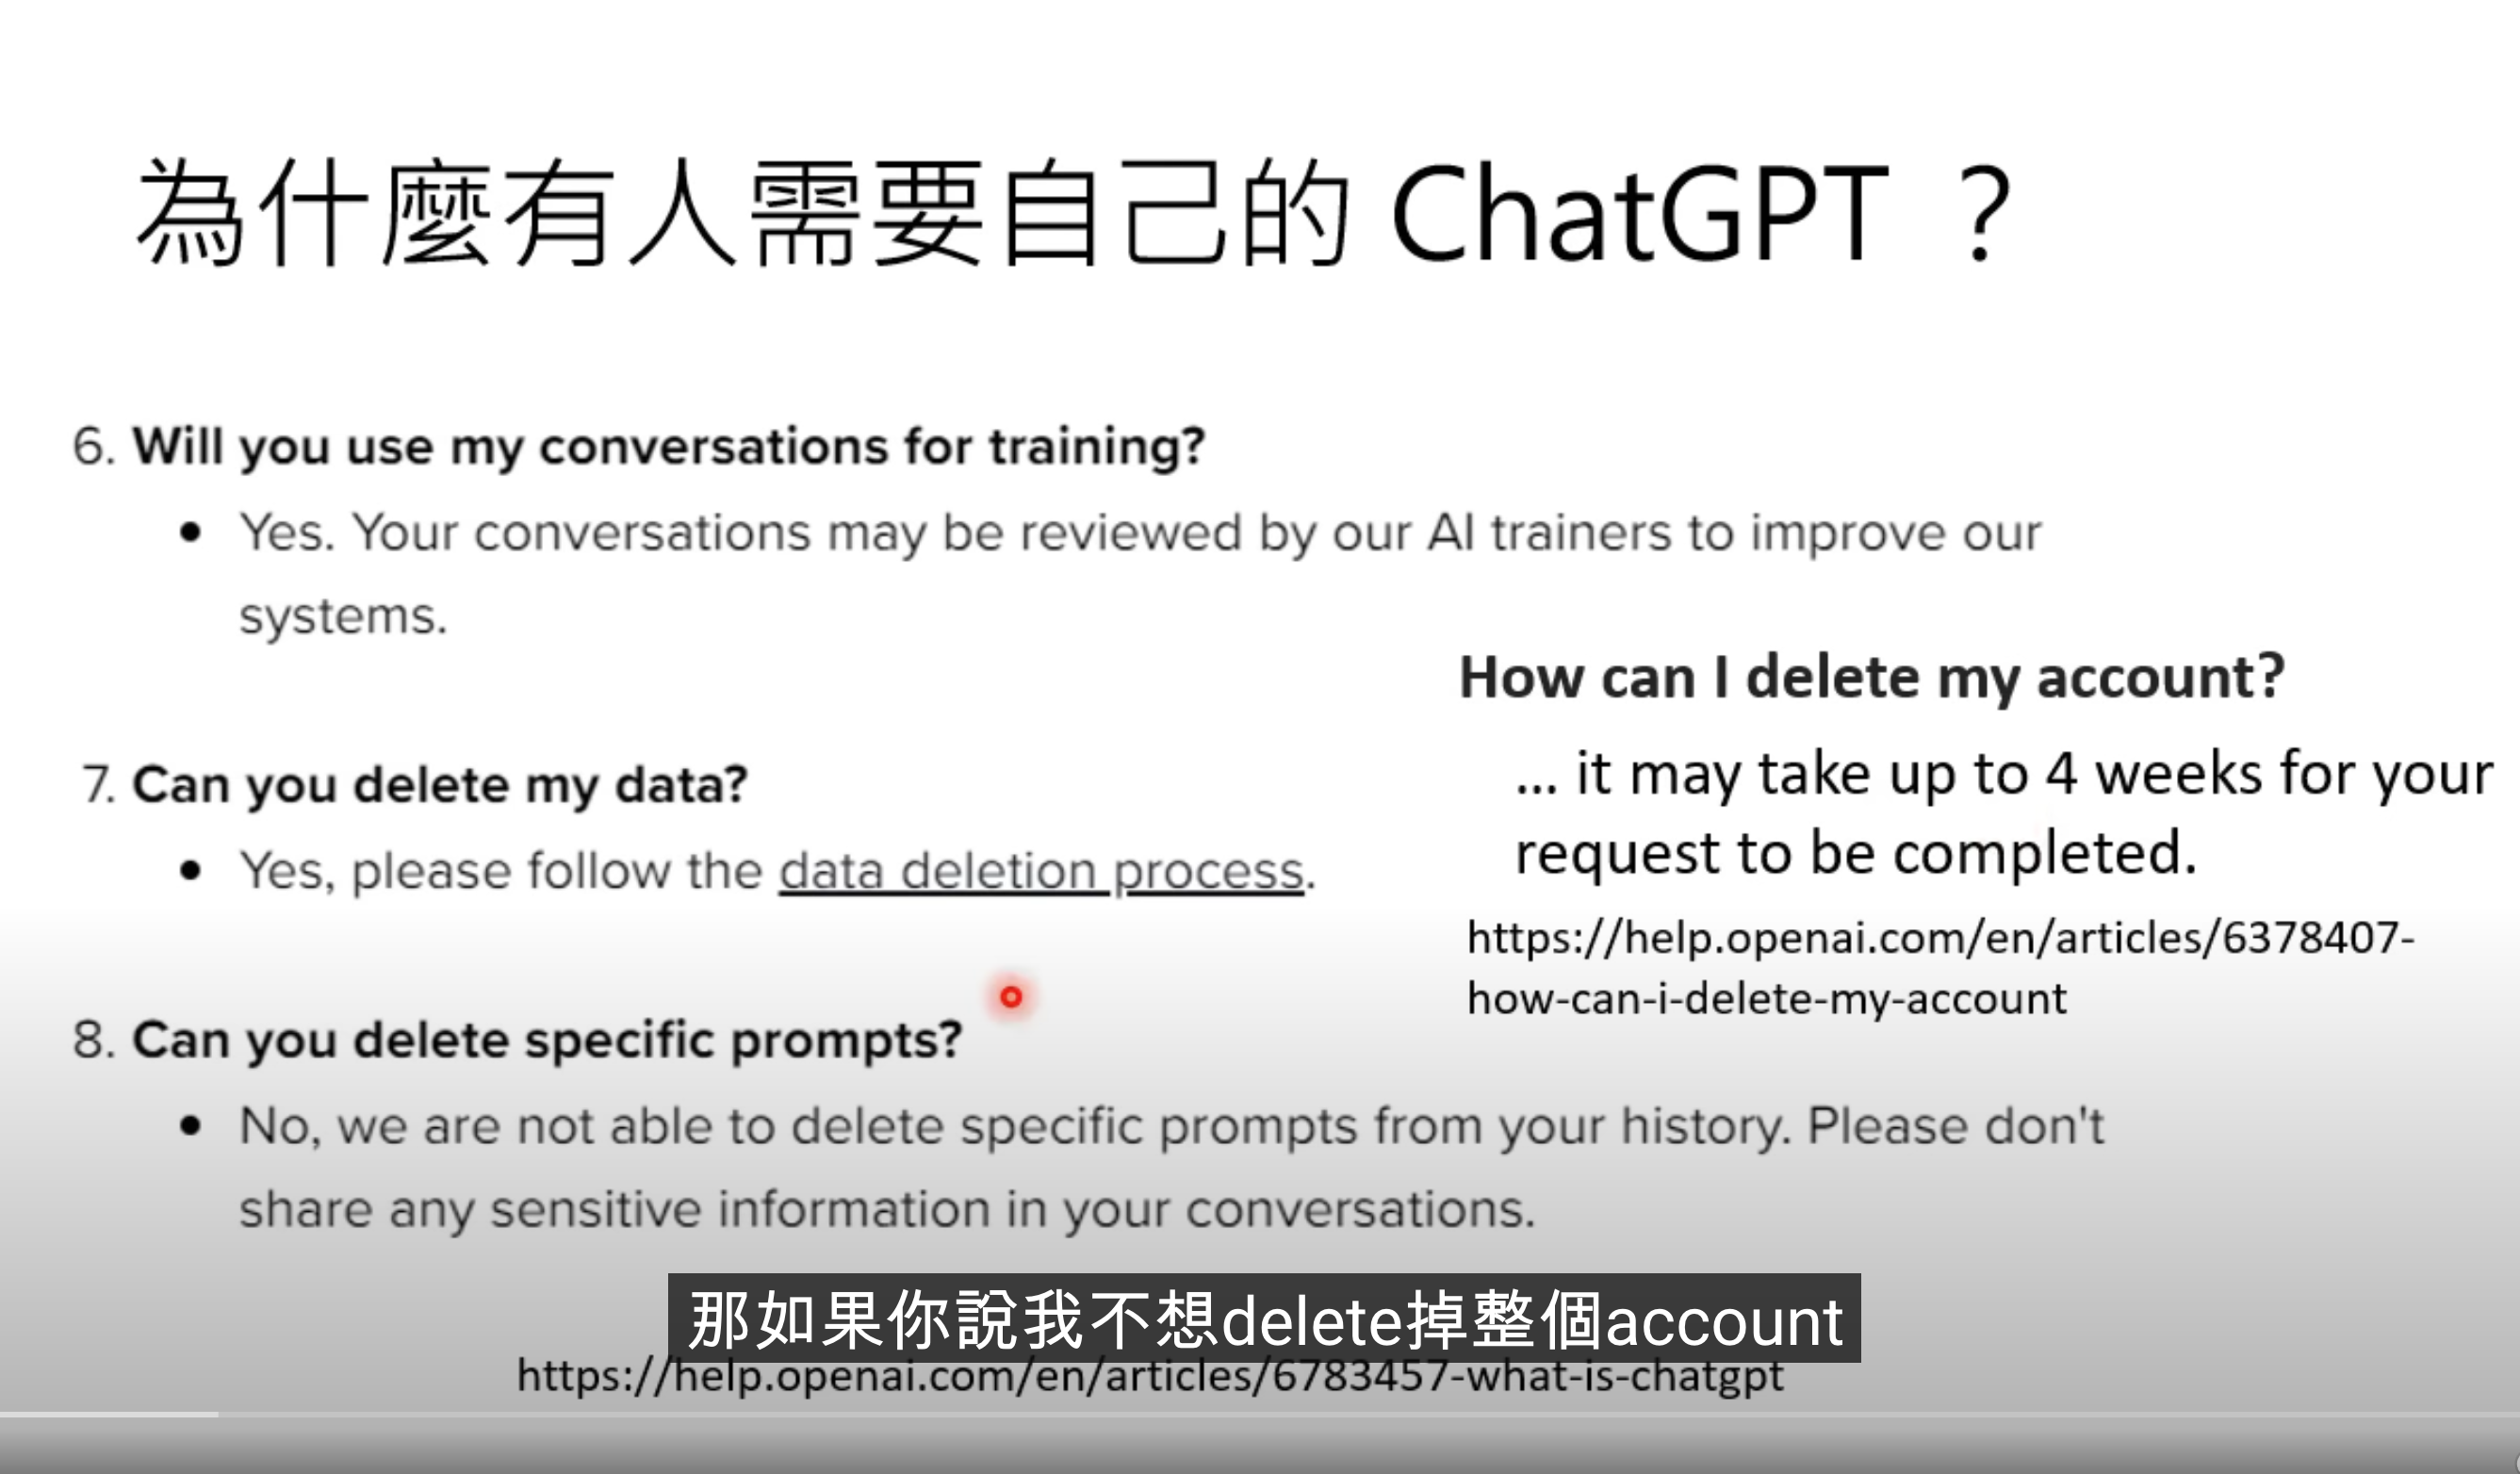 為什麼有人需要自己的 ChatGPT ？
6. Will you use my conversations for training?
• Yes. Your conversations may be reviewed by our AI trainers to improve our
systems.
7. Can you delete my data?
• Yes, please follow the data deletion process.
8. Can you delete specific prompts?
• No, we are not able to delete specific prompts from your history. Please don't
share any sensitive information in your conversations.
How can I delete my account?
... it may take up to 4 weeks for your
request to be completed.
https://help.openai.com/en/articles/6378407-
how-can-i-delete-my-account
那如果你說我不想delete掉整個account
https://help.openai.com/en/articles/6783457-what-is-chatgpt